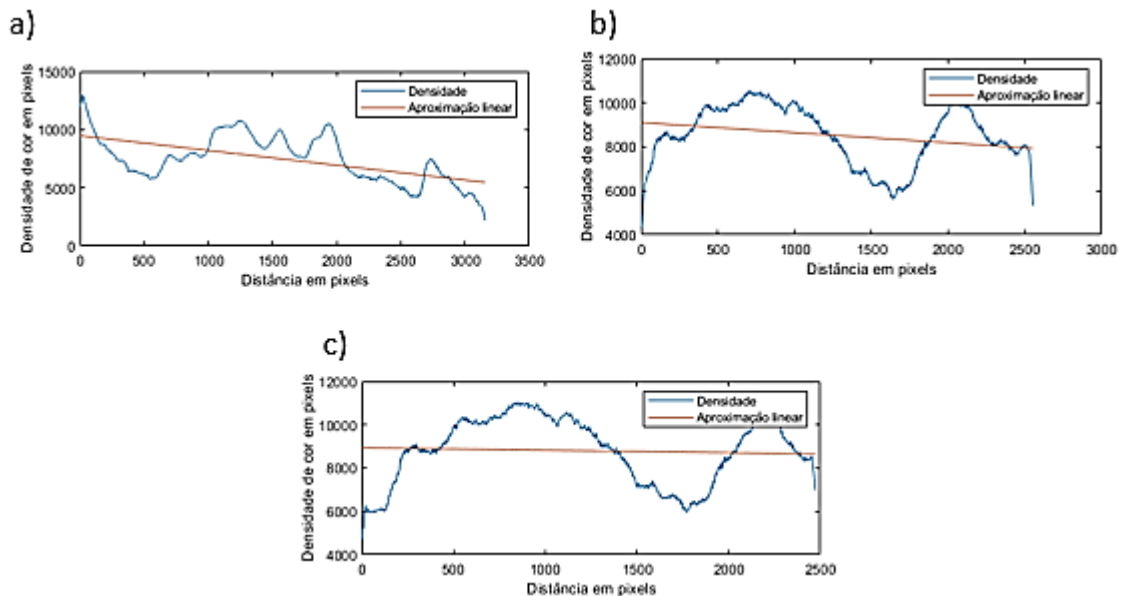 a)
Densidade de cor em pixels
15000
10000
5000
0
Densidade
Aproximação linear
0 500 1000 1500 2000 2500 3000 3500
Distância em pixels
b)
Densidade de cor em pixels
12000
10000
8000
6000
4000
Densidade
Aproximação linear
0 500 1000 1500 2000 2500 3000
Distância em pixels
c)
Densidade de cor em pixels
12000
10000
8000
6000
4000
Densidade
Aproximação linear
0 500 1000 1500 2000 2500
Distância em pixels